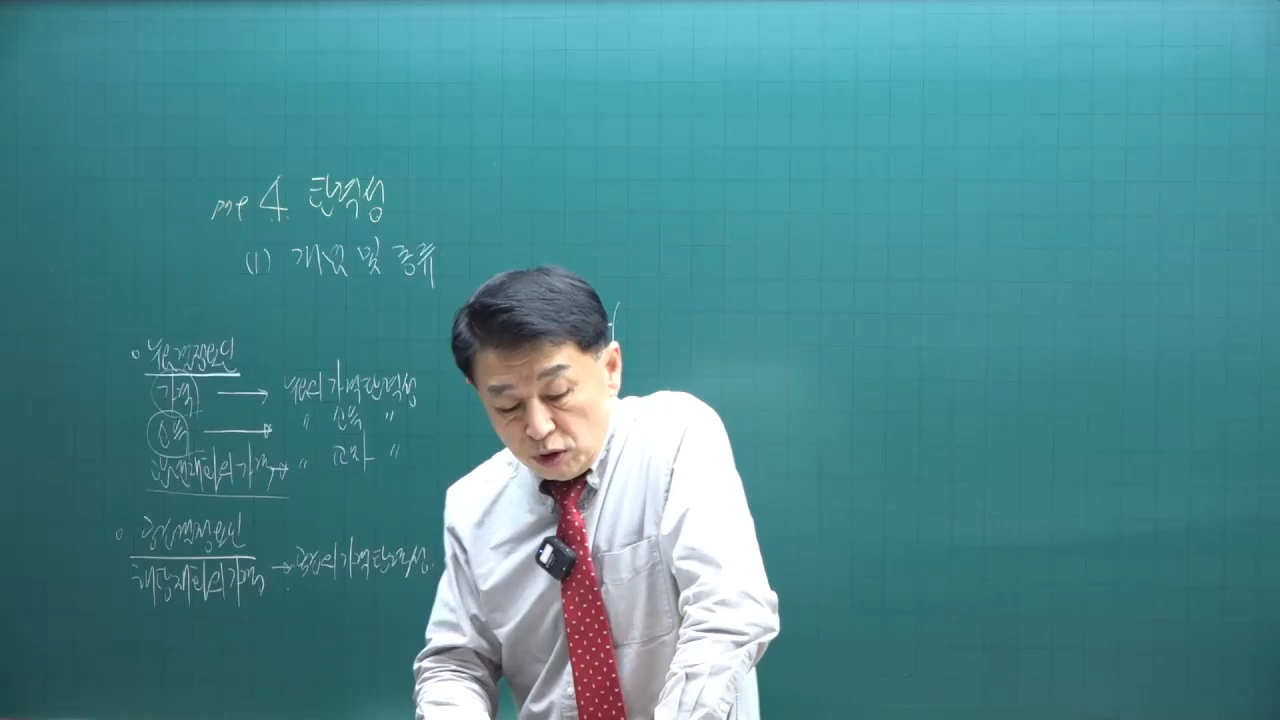 4. 탄력성
(1) 개념 및 종류
○ 수요결정요인
가격 → 수요의 가격탄력성
소득 → 〃 소득 〃
관련재화의 가격 → 〃 교차 〃
○ 공급결정요인
해당재화의 가격 → 공급의 가격탄력성